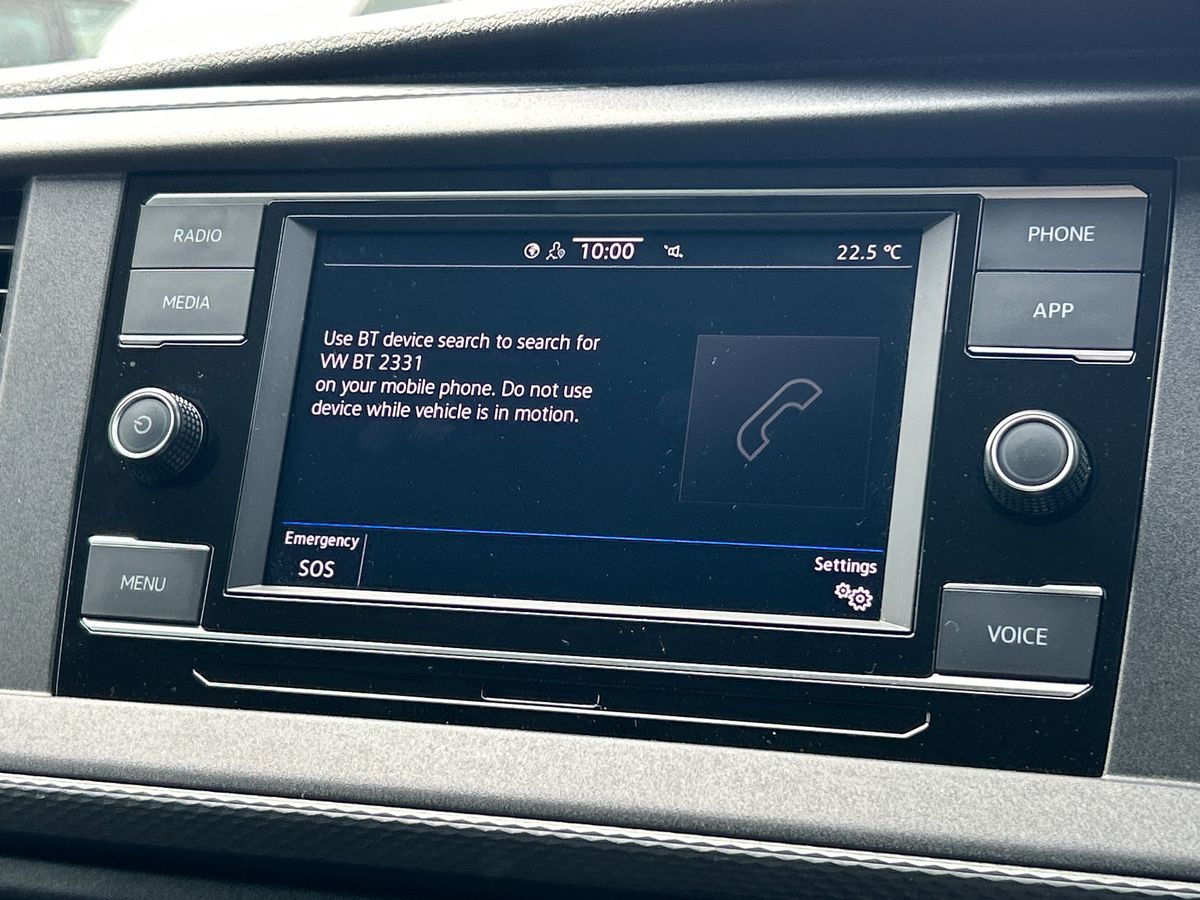 RADIO
MEDIA
MENU
10:00
22.5 °C
Use BT device search to search for
VW BT 2331
on your mobile phone. Do not use
device while vehicle is in motion.
Emergency
SOS
Settings
PHONE
APP
VOICE